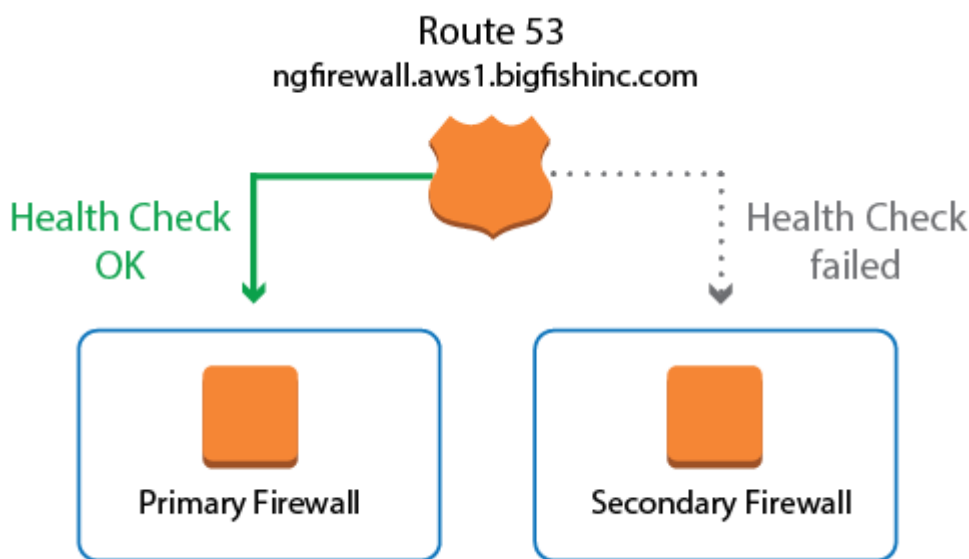 Route 53
ngfirewall.aws1.bigfishinc.com
Health Check
OK
Health Check
failed
Primary Firewall
Secondary Firewall